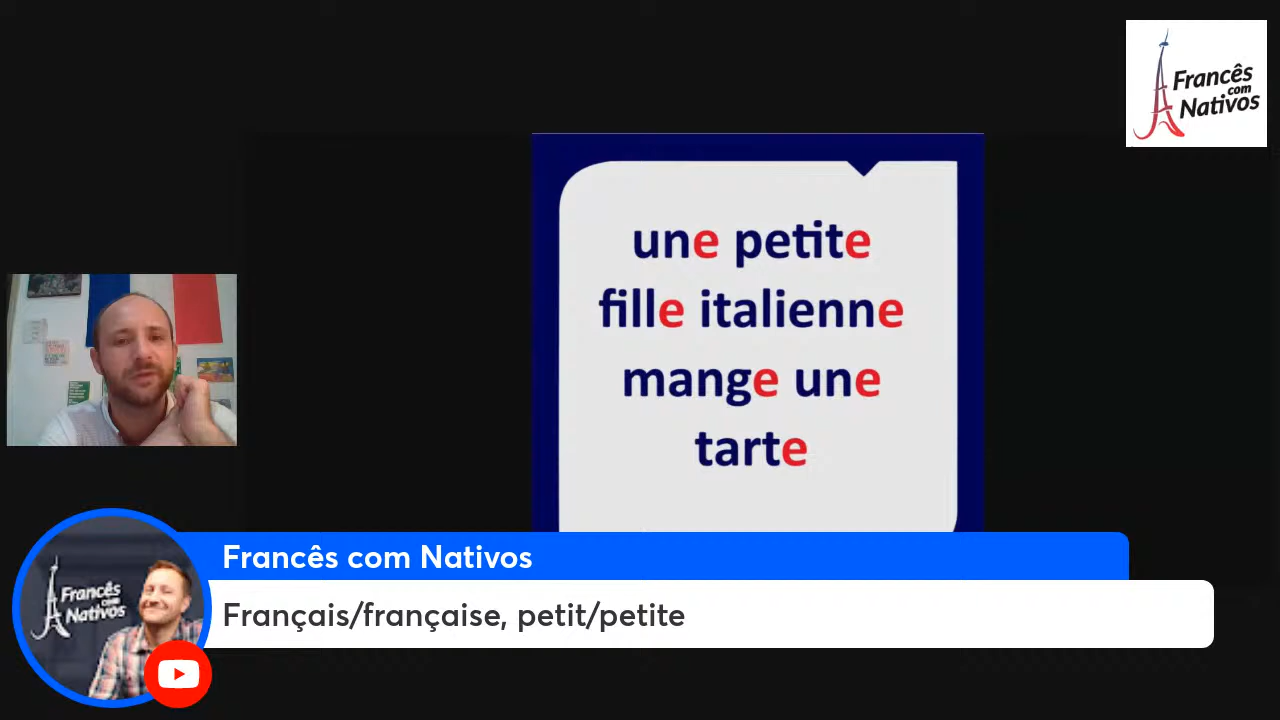 Francês
com
Nativos
une petite
fille italienne
mange une
tarte
Francês com Nativos
Français/française, petit/petite
Francês
com
Nativos